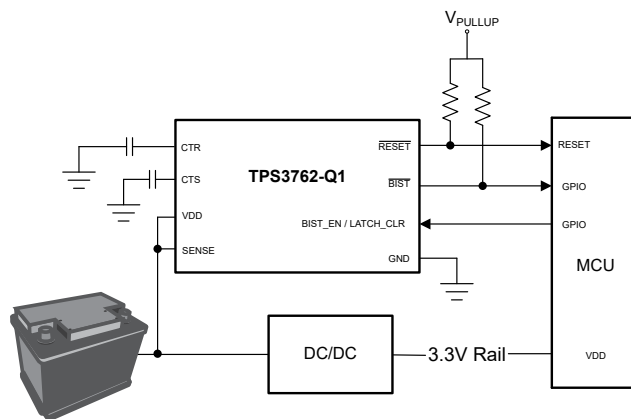 VPULLUP
CTR
CTS
VDD
SENSE
TPS3762-Q1
RESET
BIST
BIST_EN / LATCH_CLR
GND
RESET
GPIO
GPIO
MCU
VDD
DC/DC
3.3V Rail